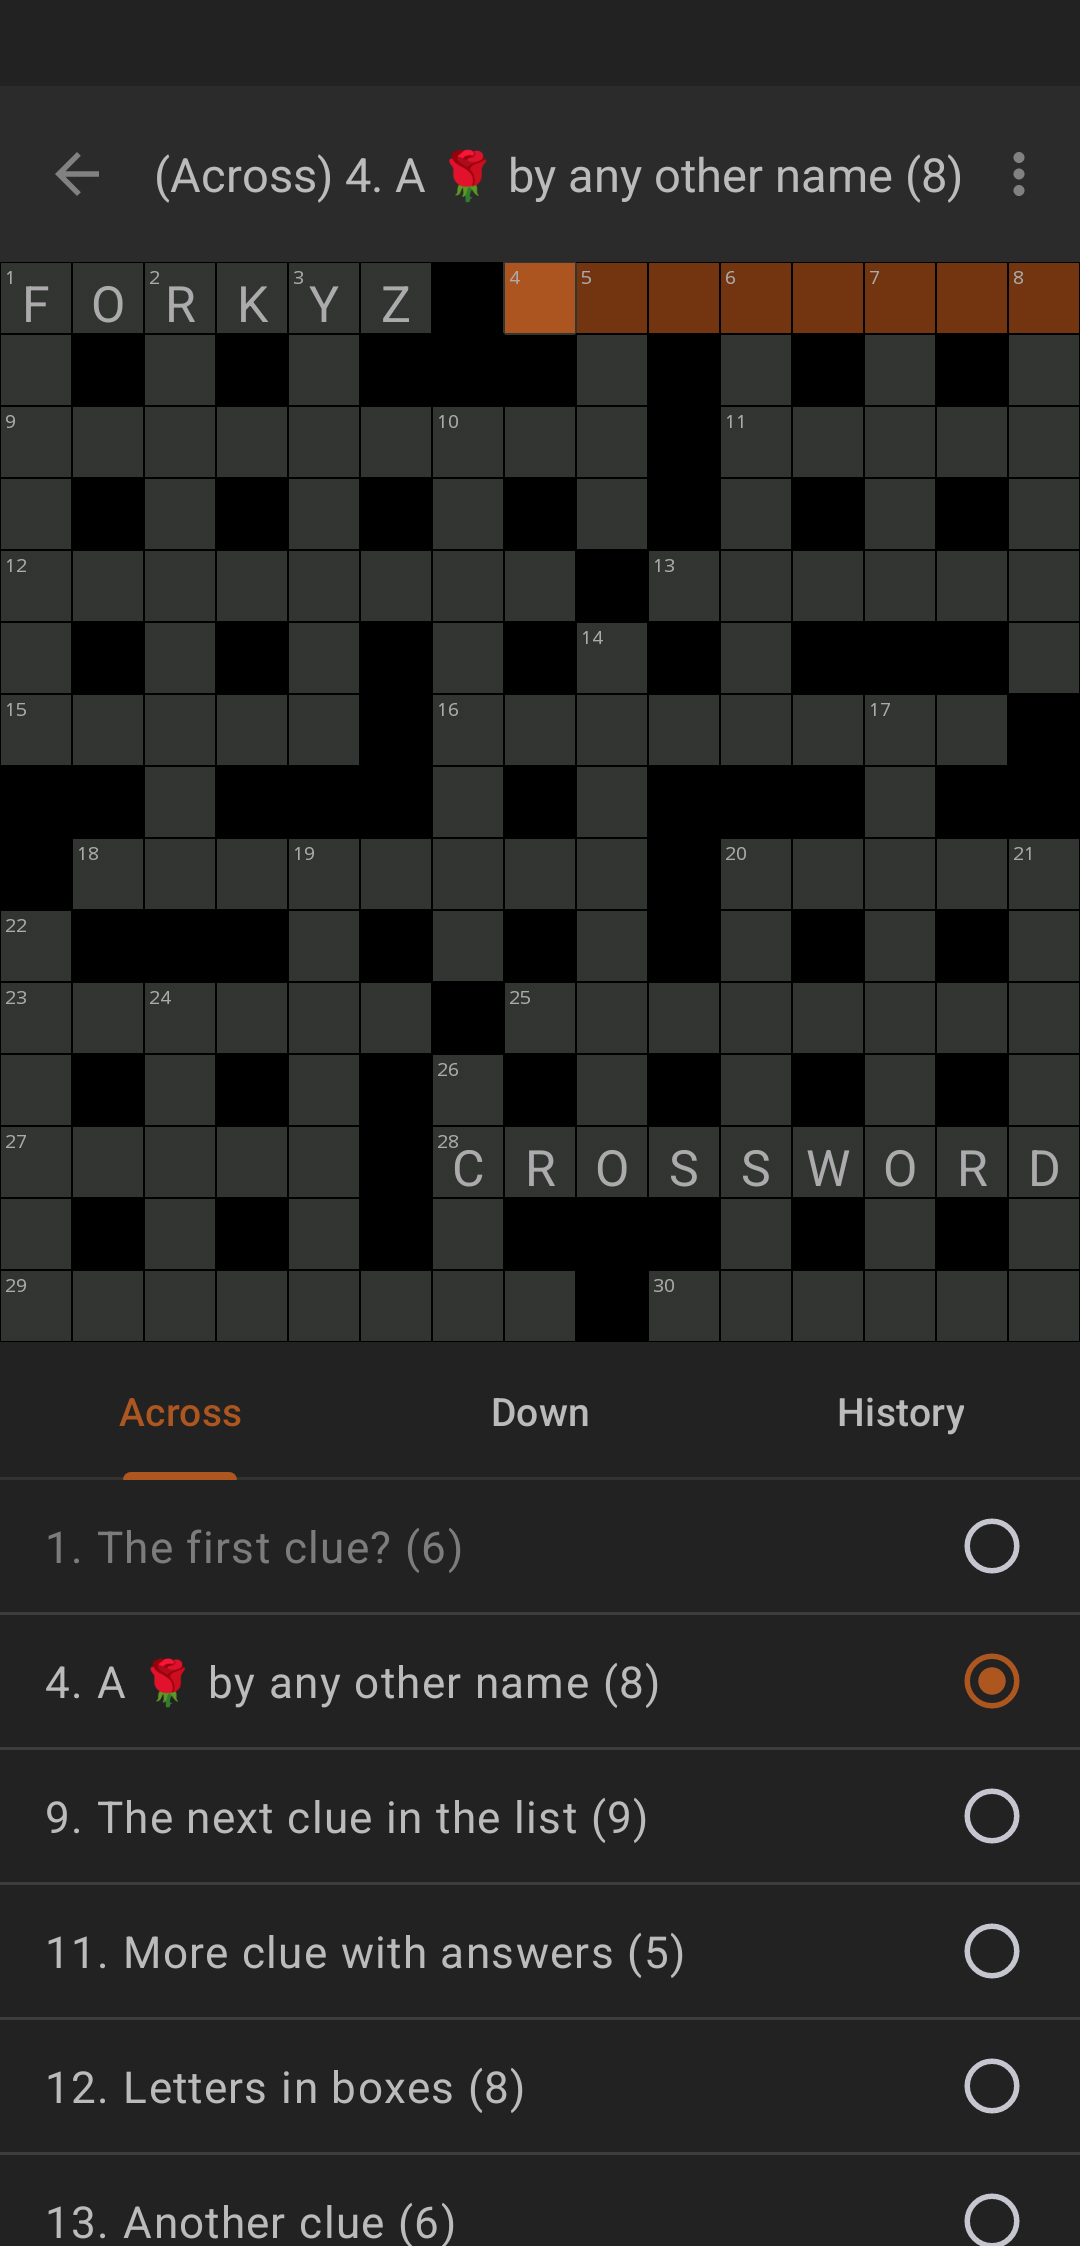 (Across) 4. A 🌹 by any other name (8)
1 F O 2 R K 3 Y Z 4 5 6 7 8
9 10 11
12 13
14
15 16 17
18 19 20 21
22
23 24 25
26
27 28 C R O S S W O R D
29 30
Across Down History
1. The first clue? (6)
4. A 🌹 by any other name (8)
9. The next clue in the list (9)
11. More clue with answers (5)
12. Letters in boxes (8)
13. Another clue (6)